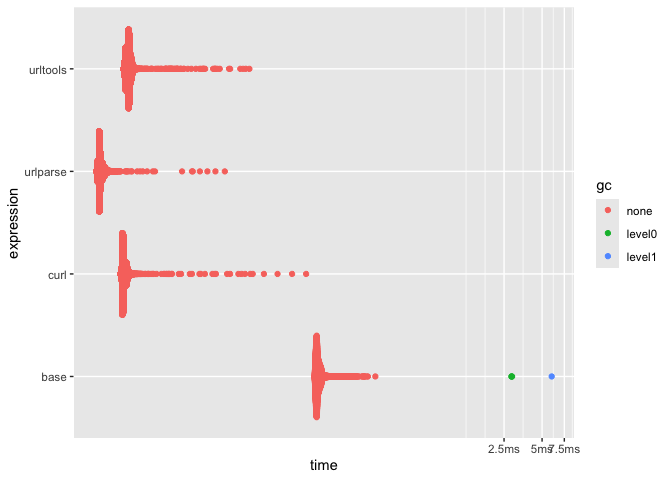 urltools
urlparse
curl
base
expression
2.5ms
5ms
7.5ms
time
gc
none
level0
level1